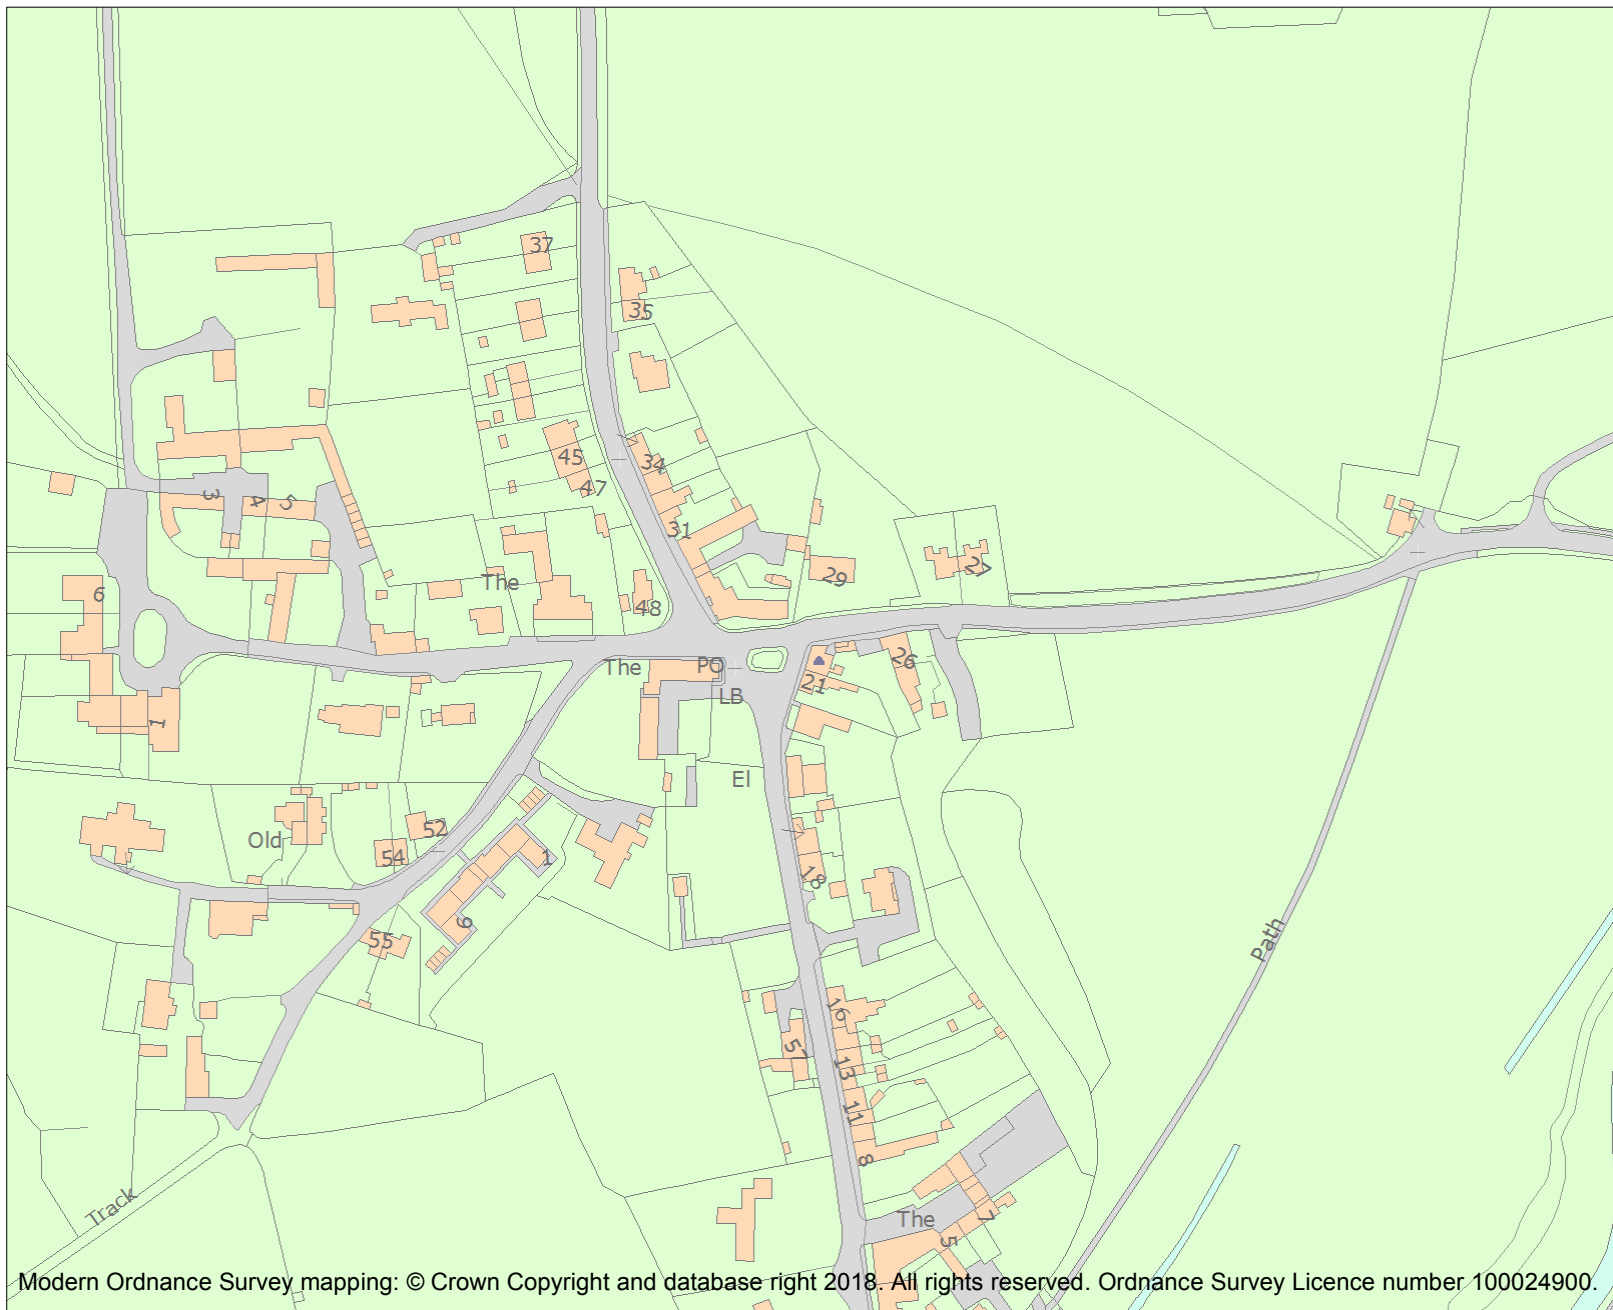 37
35
45
34
47
31
3
4
5
The
29
27
6
48
The
PO
26
21
LB
1
El
52
Old
54
1
18
6
55
Path
16
57
13
11
8
Track
The
7
5
Modern Ordnance Survey mapping: © Crown Copyright and database right 2018. All rights reserved. Ordnance Survey Licence number 100024900.